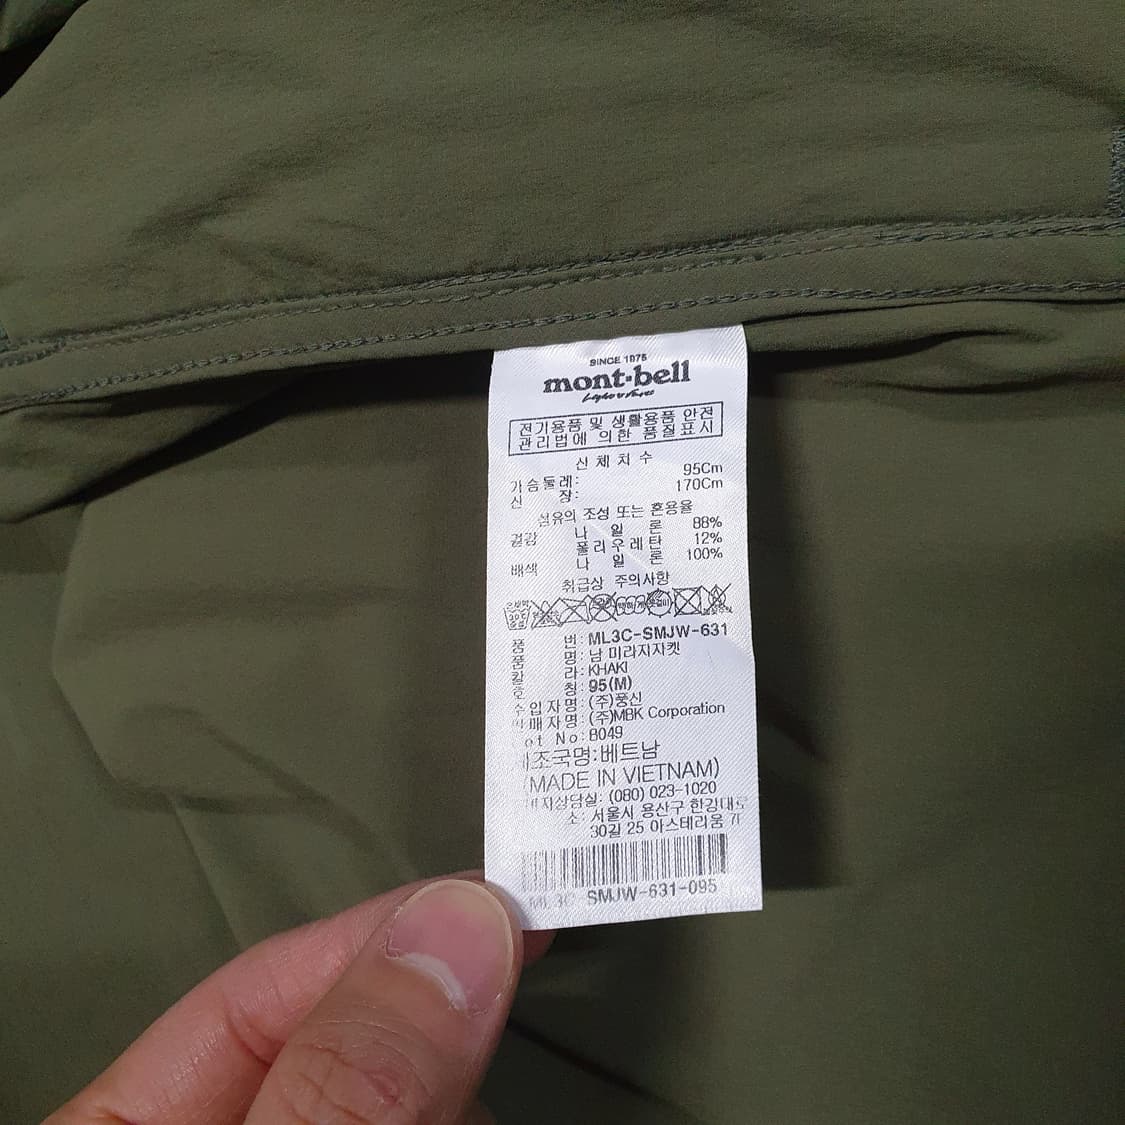 SINCE 1975
mont-bell
전기용품 및 생활용품 안전
관리법에 의한 품질표시
신 체 치 수
가슴둘레: 95Cm
신 장: 170Cm
섬유의 조성 또는 혼용율
겉감 나 일 론 88%
폴리우레탄 12%
배색 나 일 론 100%
취급상 주의사항
품 번: ML3C-SMJW-631
품 명: 남 미라지자켓
칼 라: KHAKI
호 칭: 95(M)
수입자명: (주)풍신
매자명: (주)MBK Corporation
ot No: B049
조국명:베트남
(MADE IN VIETNAM)
자상담실: (080) 023-1020
소: 서울시 용산구 한강대로
30길 25 아스테리움
ML3C-SMJW-631-095